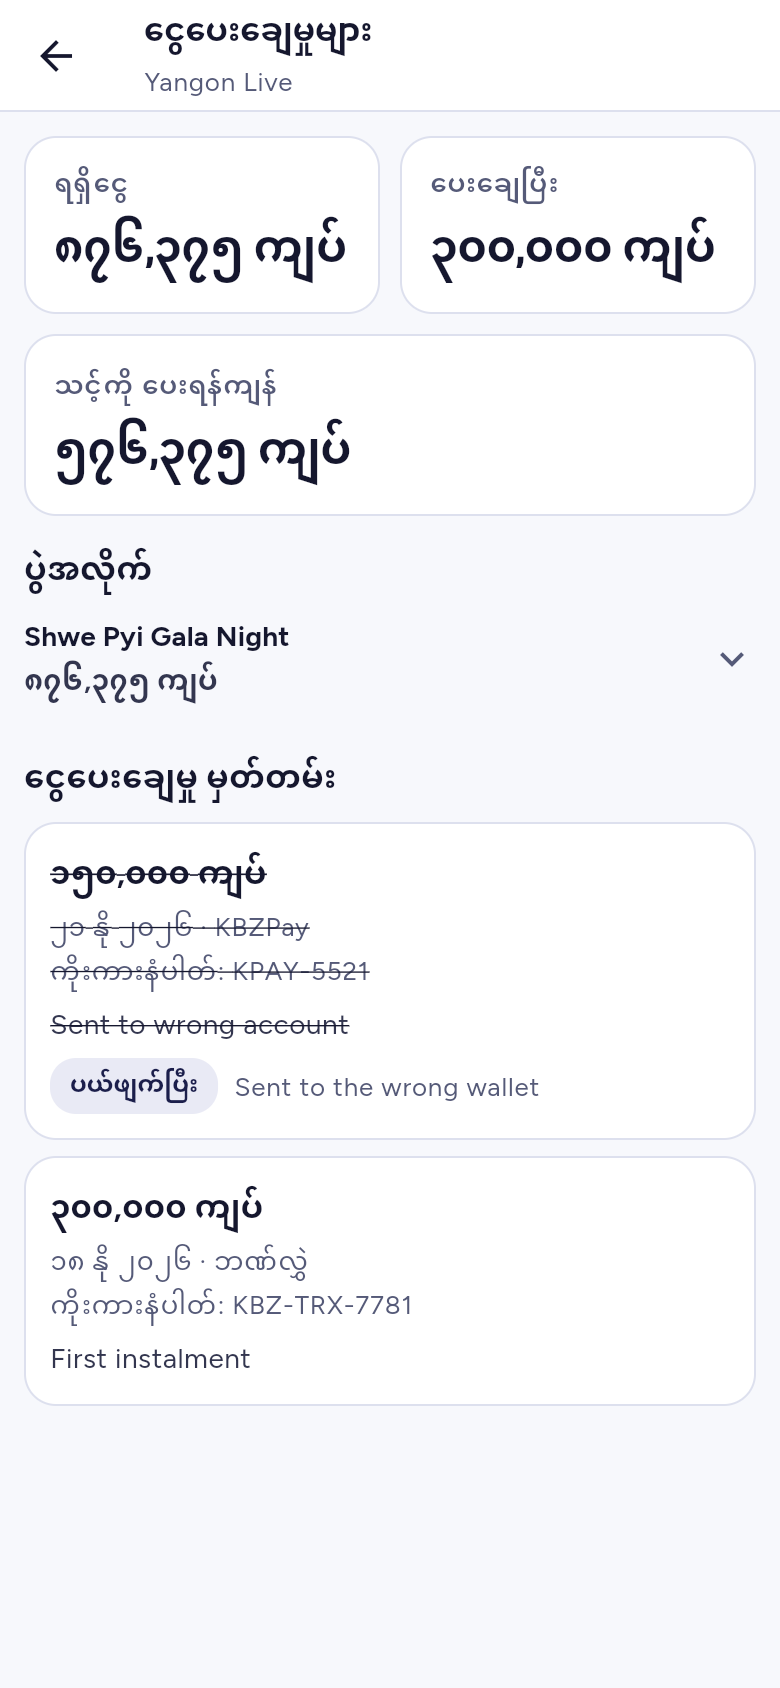 ငွေပေးချေမှုများ
Yangon Live
ရရှိငွေ
၈၇၆,၃၇၅ ကျပ်
ပေးချေပြီး
၃၀၀,၀၀၀ ကျပ်
သင့်ကို ပေးရန်ကျန်
၅၇၆,၃၇၅ ကျပ်
ပွဲအလိုက်
Shwe Pyi Gala Night
၈၇၆,၃၇၅ ကျပ်
ငွေပေးချေမှု မှတ်တမ်း
၁၅၀,၀၀၀ ကျပ်
၂၁ နို ၂၀၂၆ · KBZPay
ကိုးကားနံပါတ်: KPAY-5521
Sent to wrong account
ပယ်ဖျက်ပြီး Sent to the wrong wallet
၃၀၀,၀၀၀ ကျပ်
၁၈ နို ၂၀၂၆ · ဘဏ်လွှဲ
ကိုးကားနံပါတ်: KBZ-TRX-7781
First instalment